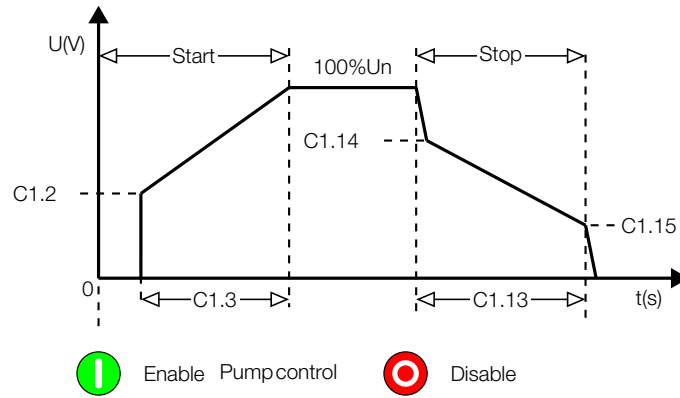 U(V)
Start
Stop
100%Un
C1.14
C1.2
C1.15
0
C1.3
C1.13
t(s)
Enable Pump control Disable